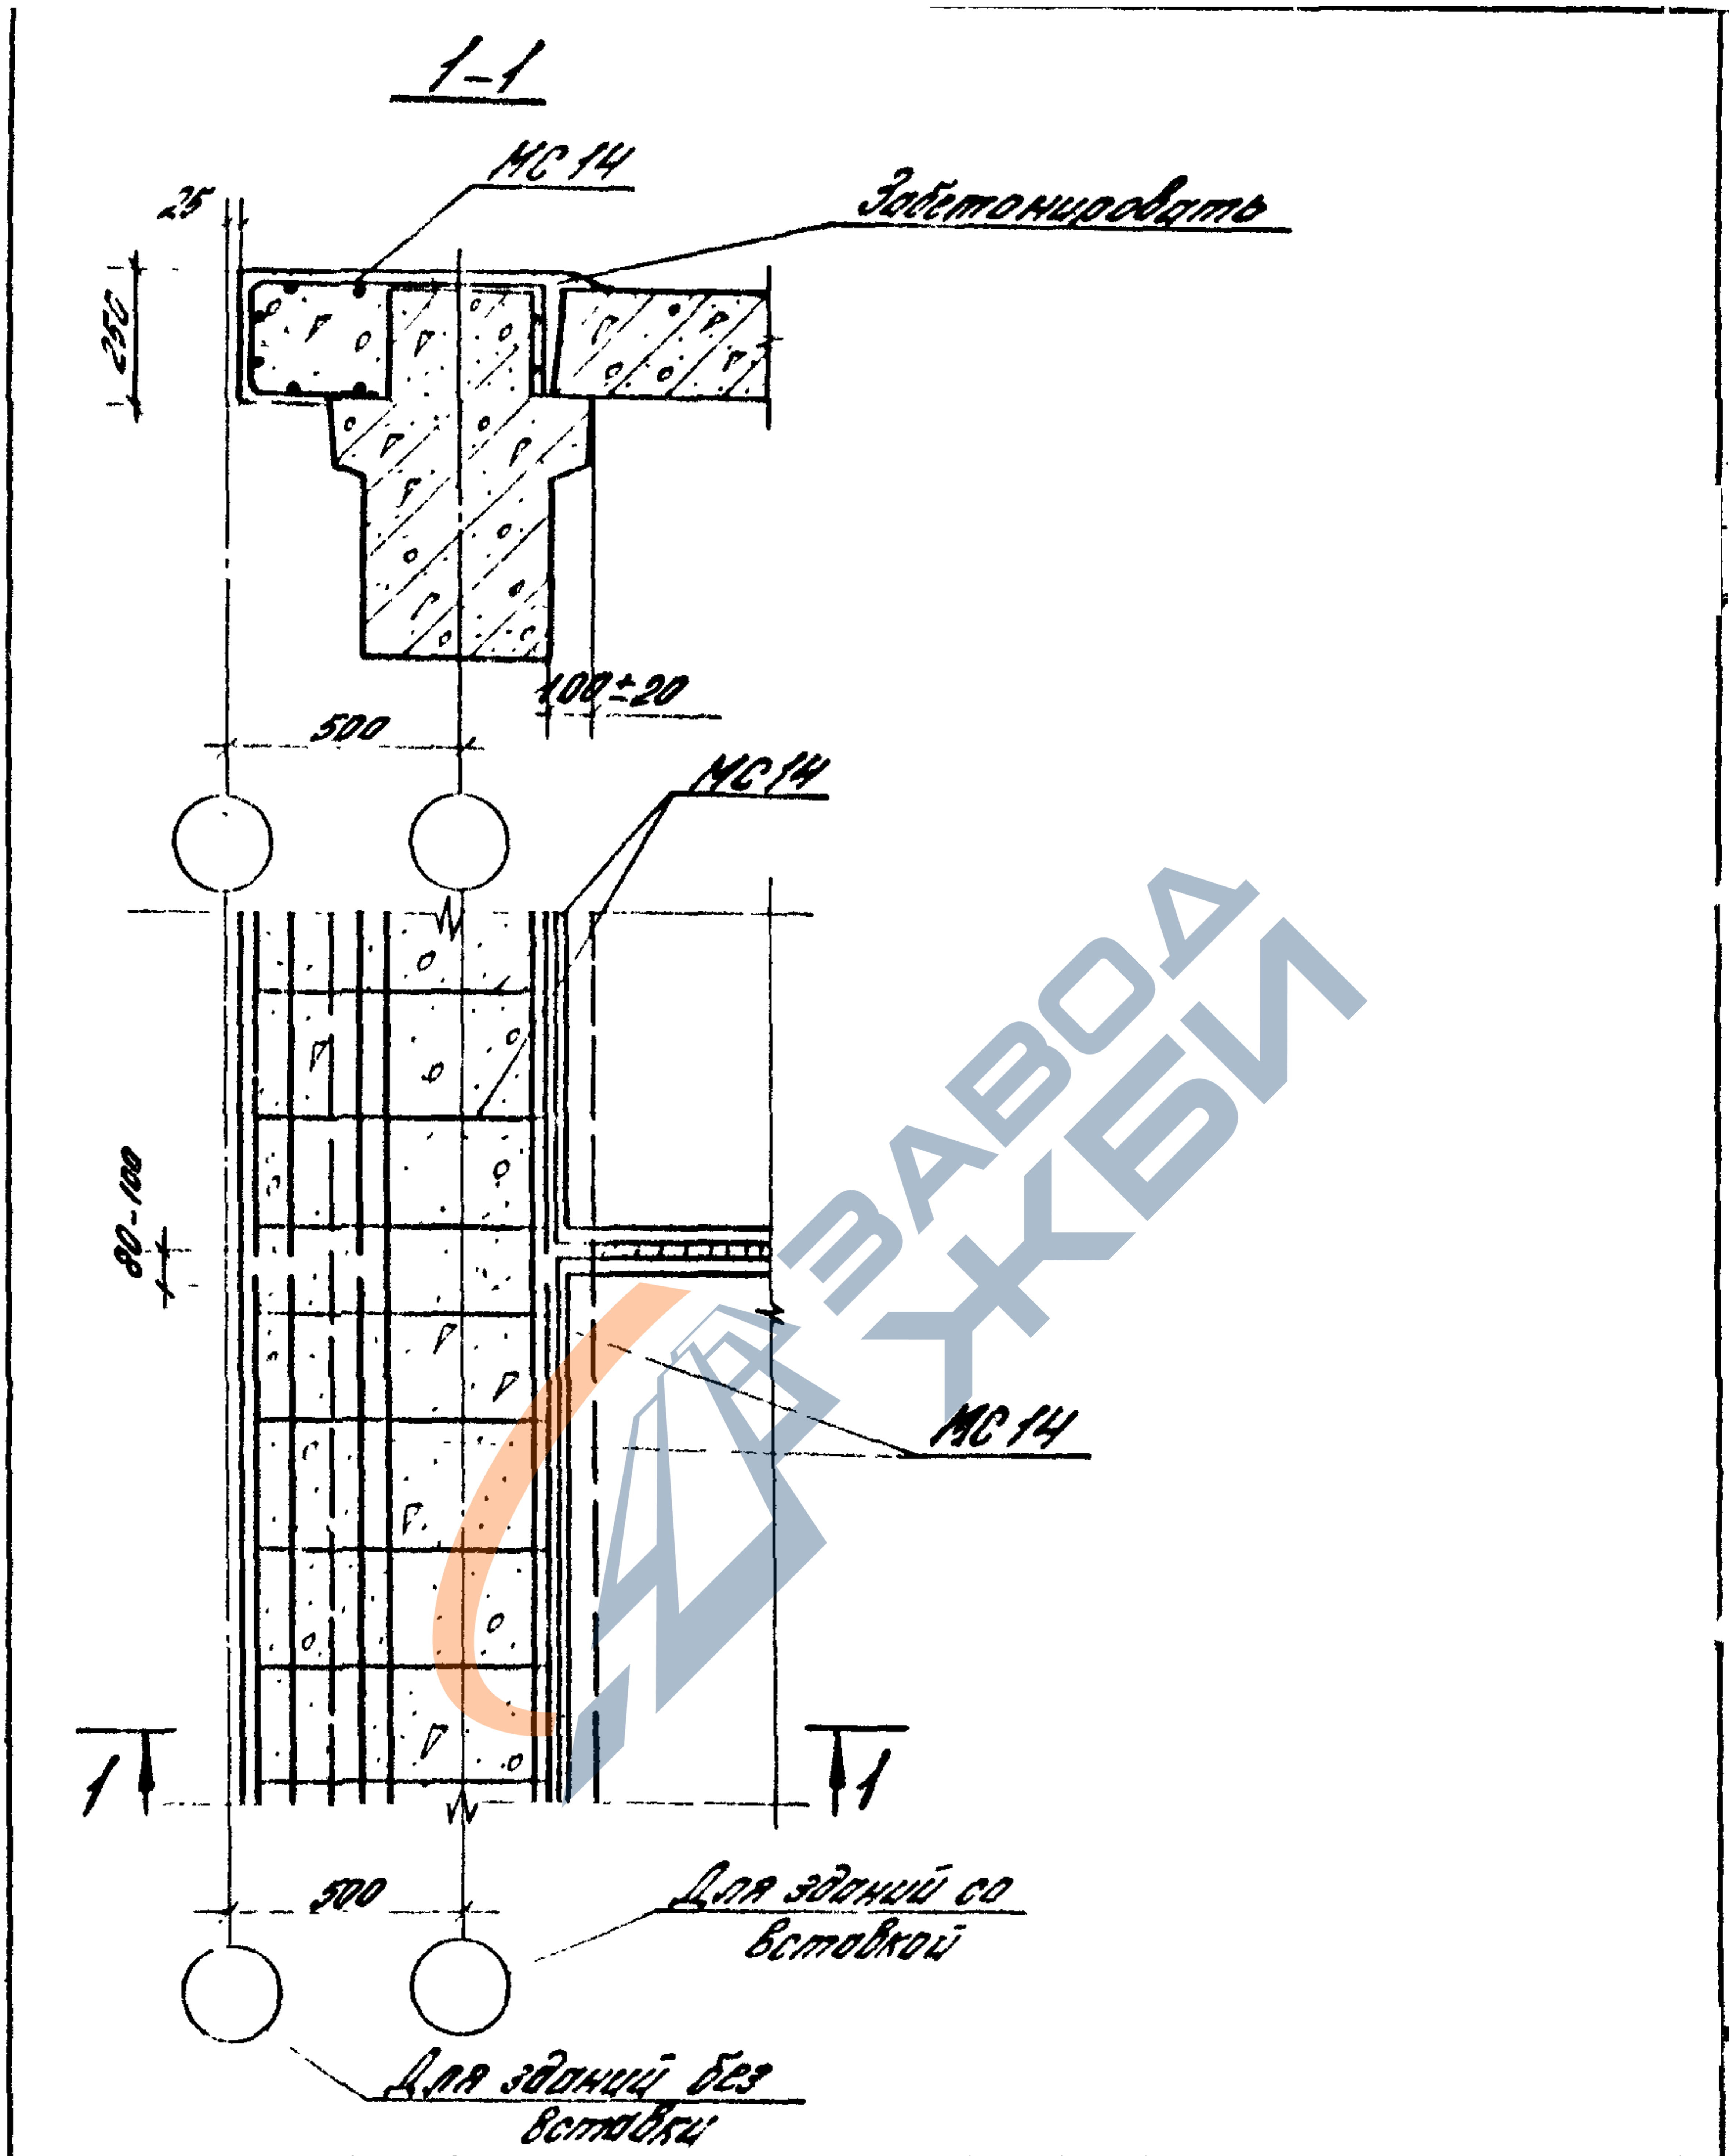 1-1
МС 14
25
Забетонировать
250
100±20
500
МС 14
80-100
ЗАВОД
ЖБИ
МС 14
1
1
500
Для зданий со
вставкой
Для зданий без
вставки